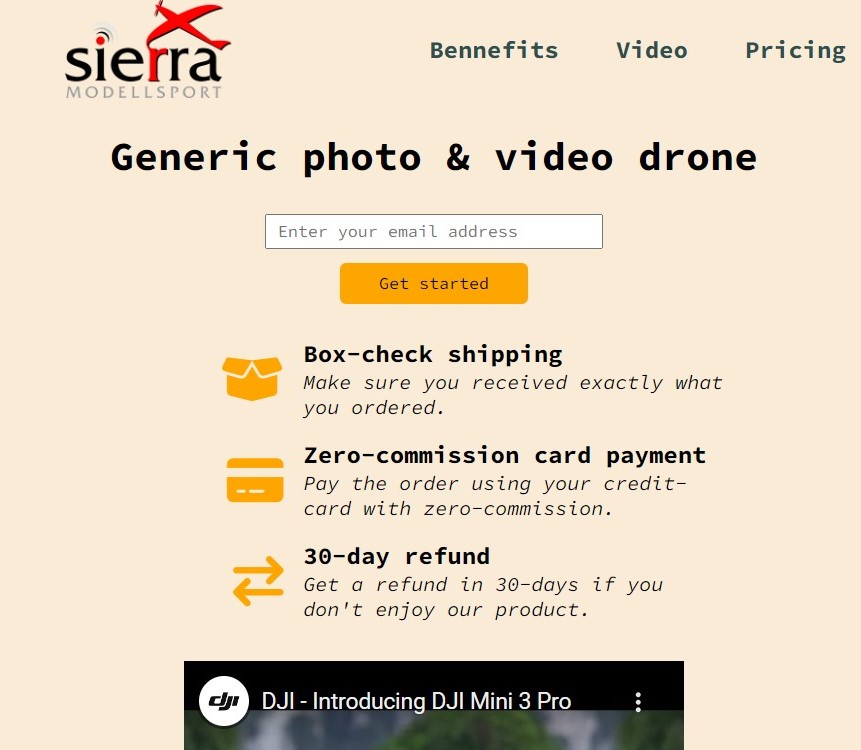 sierra
MODELLSPORT
Bennefits Video Pricing
Generic photo & video drone
Enter your email address
Get started
Box-check shipping
Make sure you received exactly what
you ordered.
Zero-commission card payment
Pay the order using your credit-
card with zero-commission.
30-day refund
Get a refund in 30-days if you
don't enjoy our product.
dji DJI - Introducing DJI Mini 3 Pro